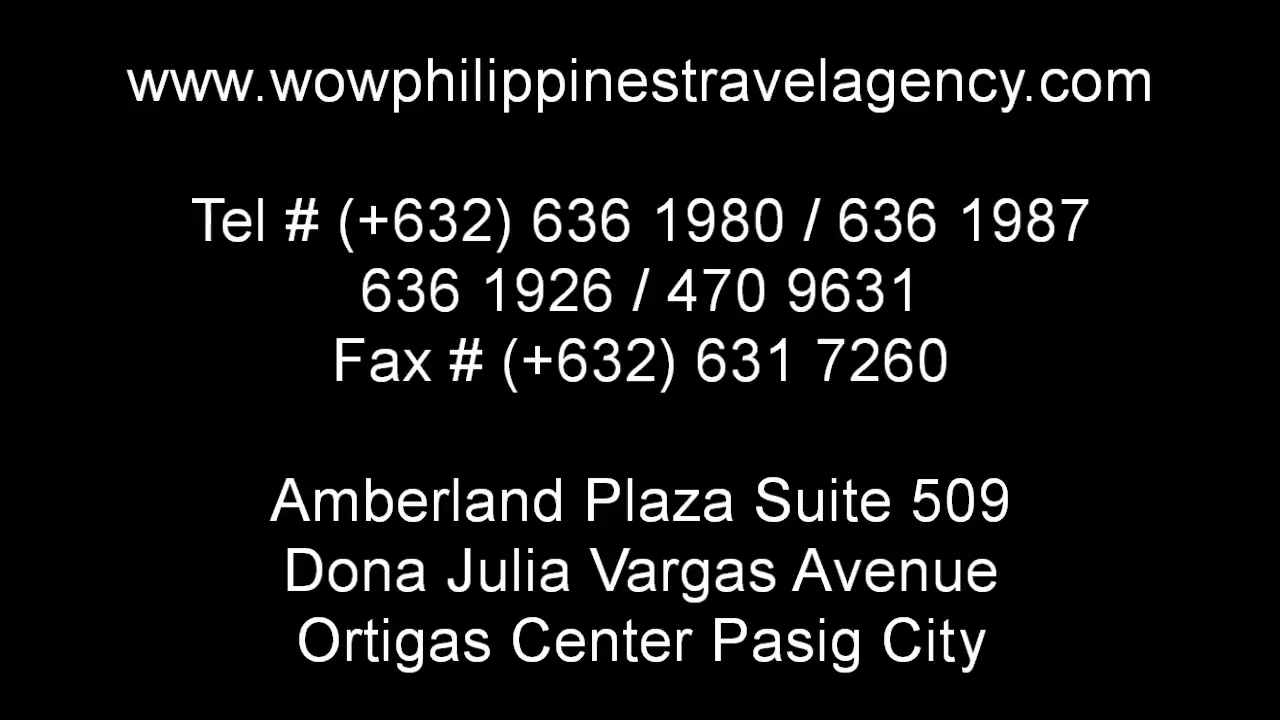 www.wowphilippinestravelagency.com
Tel # (+632) 636 1980 / 636 1987
636 1926 / 470 9631
Fax # (+632) 631 7260
Amberland Plaza Suite 509
Dona Julia Vargas Avenue
Ortigas Center Pasig City